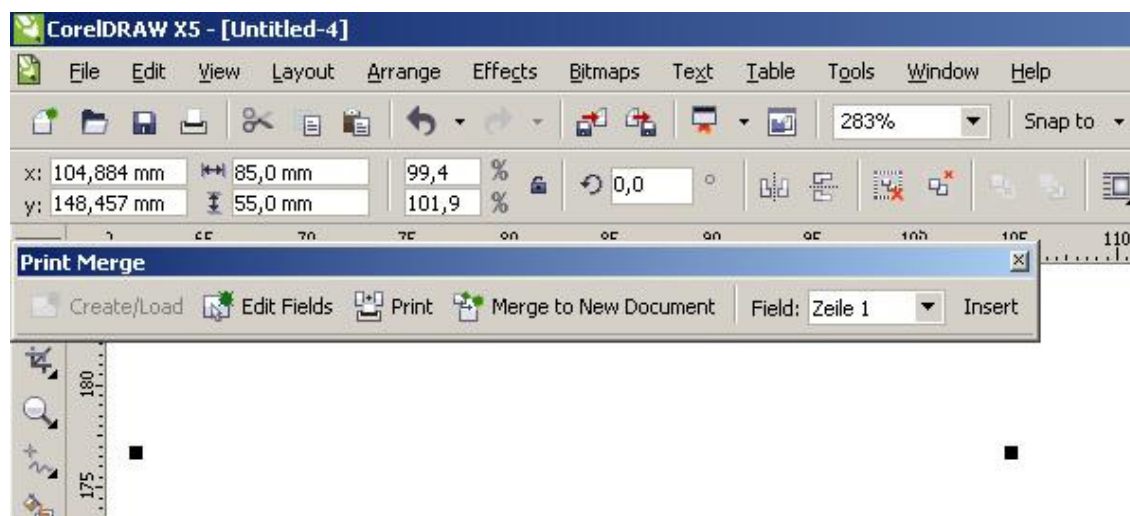 CorelDRAW X5 - [Untitled-4]
File Edit View Layout Arrange Effects Bitmaps Text Table Tools Window Help
283% Snap to
x: 104,884 mm 85,0 mm 99,4 % 0,0 °
y: 148,457 mm 55,0 mm 101,9 %
110
Print Merge
Create/Load Edit Fields Print Merge to New Document Field: Zeile 1 Insert
180
175